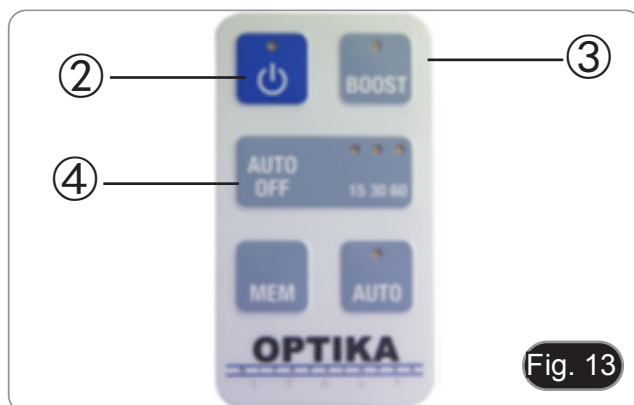 ② ③
BOOST
④ AUTO
OFF 15 30 60
MEM AUTO
OPTIKA
I T A L Y
Fig. 13